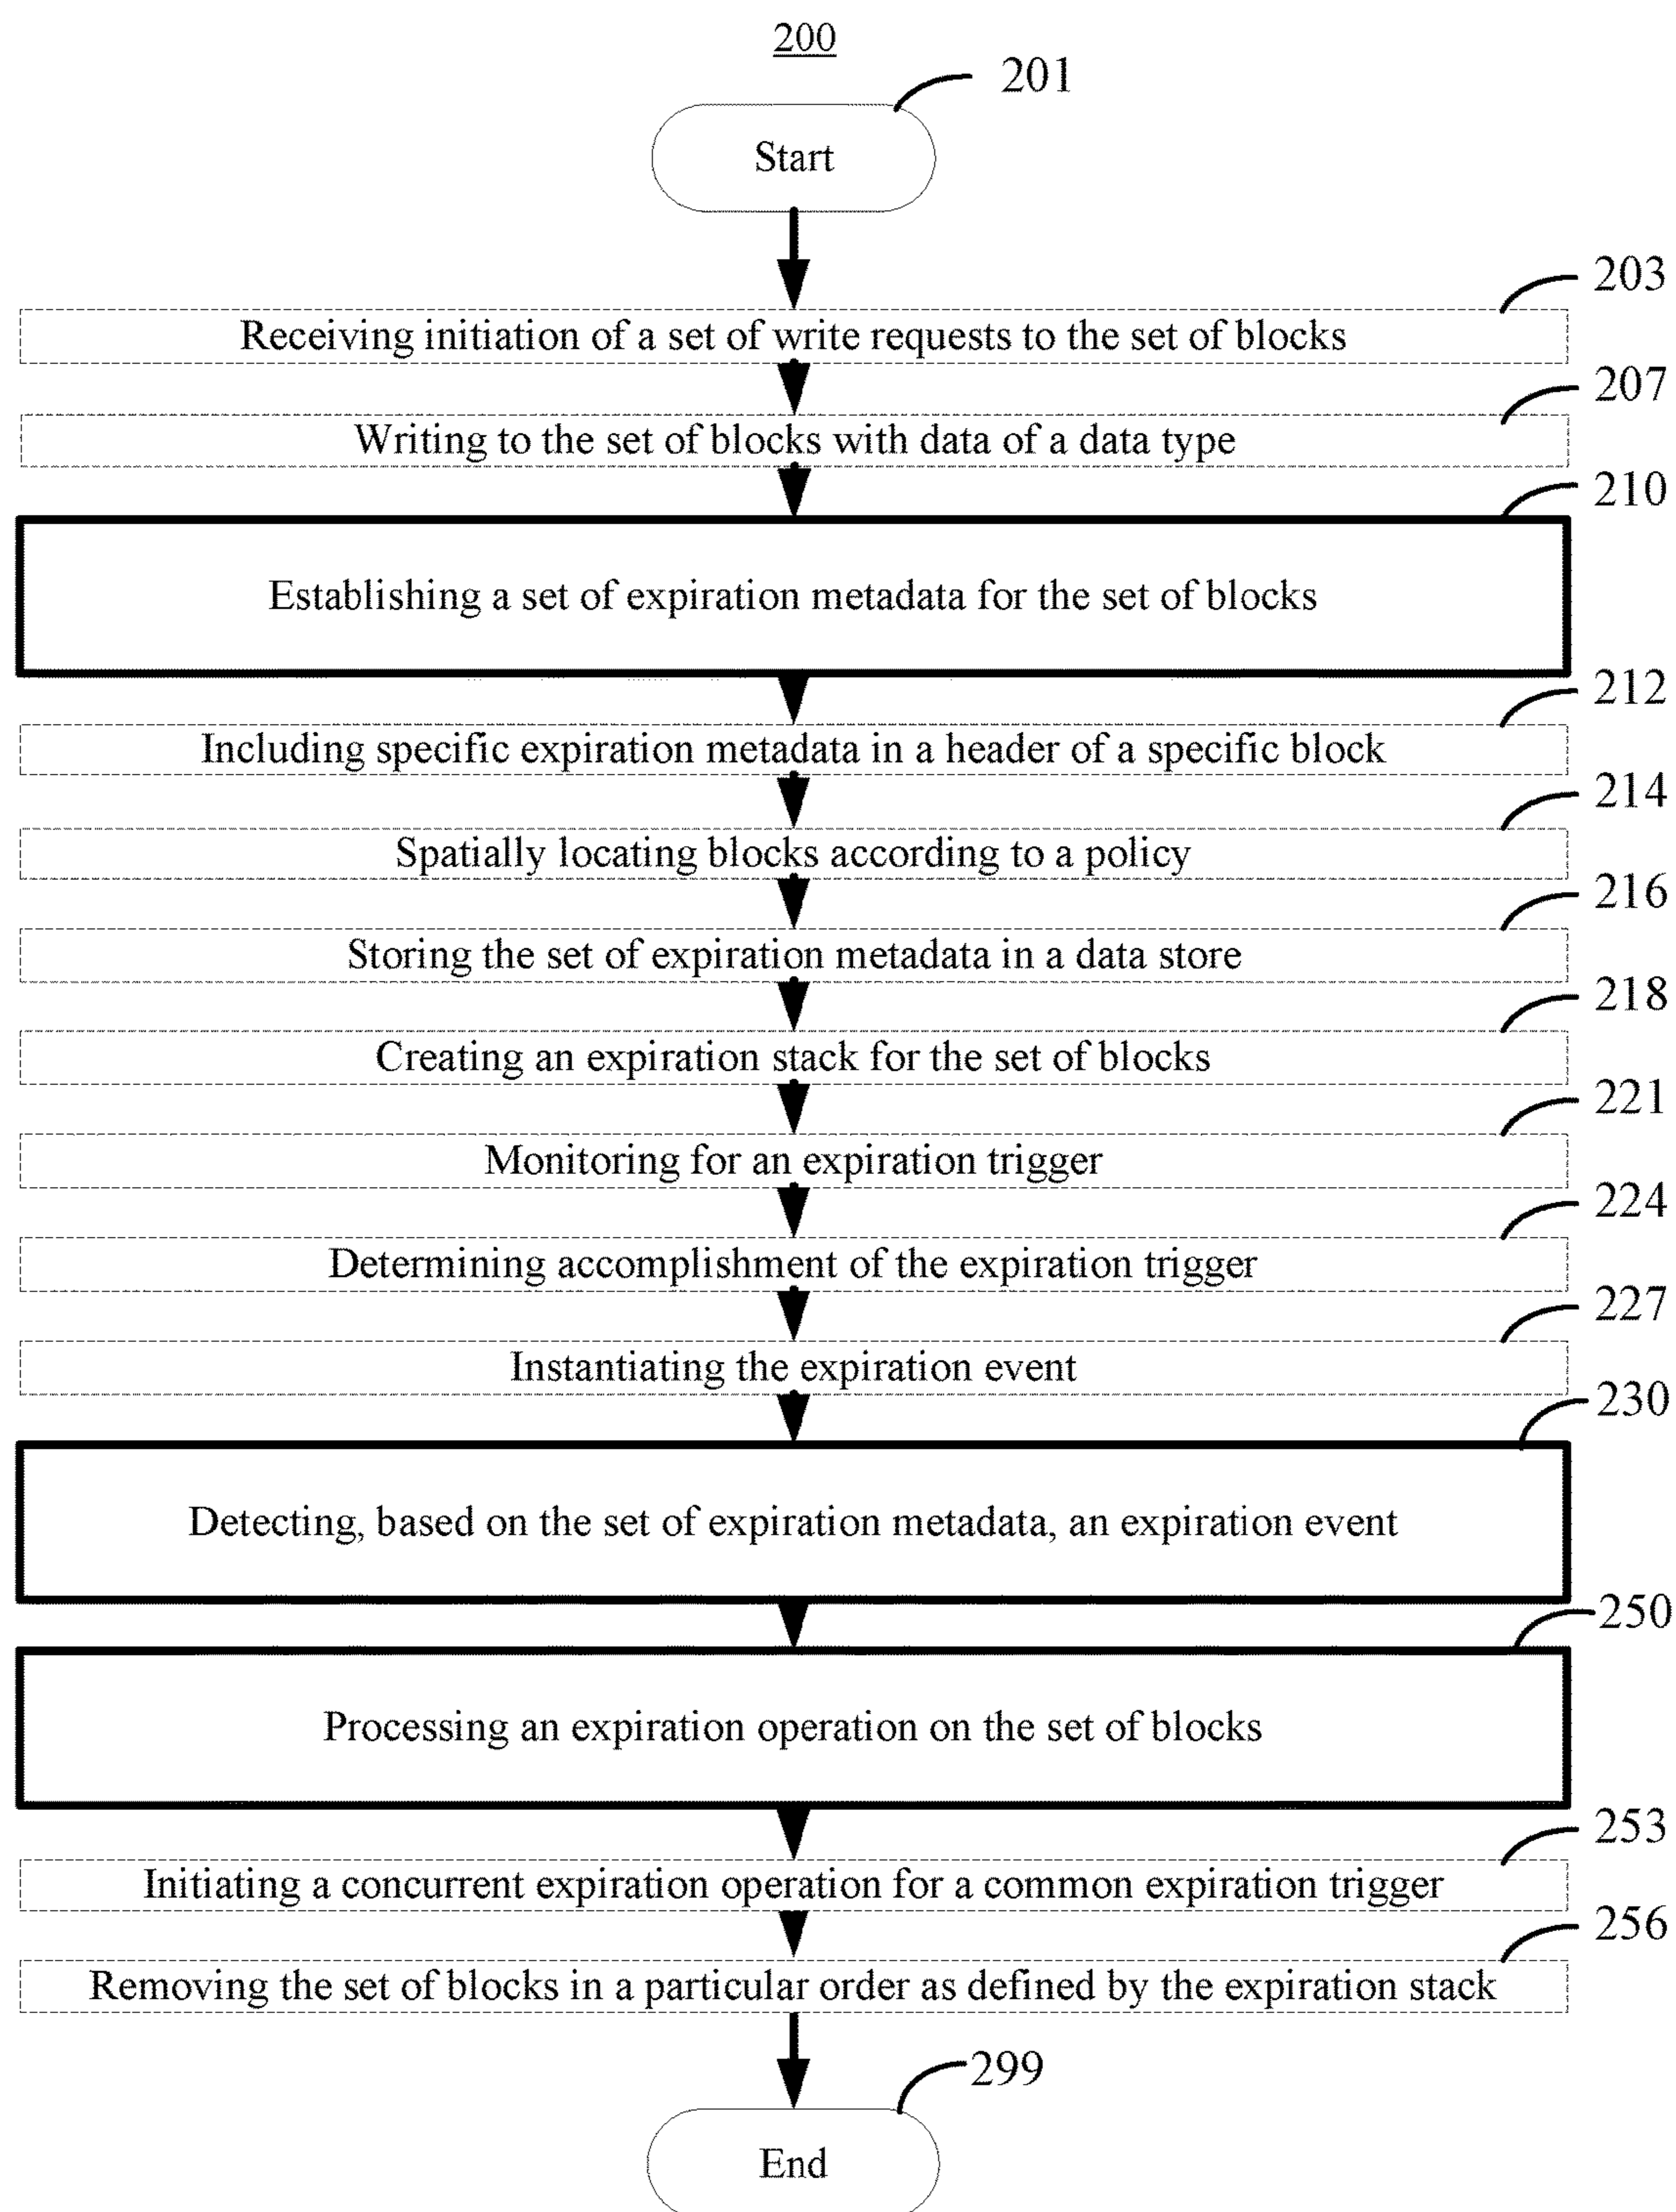 200
201
Start
203
Receiving initiation of a set of write requests to the set of blocks
207
Writing to the set of blocks with data of a data type
210
Establishing a set of expiration metadata for the set of blocks
212
Including specific expiration metadata in a header of a specific block
214
Spatially locating blocks according to a policy
216
Storing the set of expiration metadata in a data store
218
Creating an expiration stack for the set of blocks
221
Monitoring for an expiration trigger
224
Determining accomplishment of the expiration trigger
227
Instantiating the expiration event
230
Detecting, based on the set of expiration metadata, an expiration event
250
Processing an expiration operation on the set of blocks
253
Initiating a concurrent expiration operation for a common expiration trigger
256
Removing the set of blocks in a particular order as defined by the expiration stack
299
End